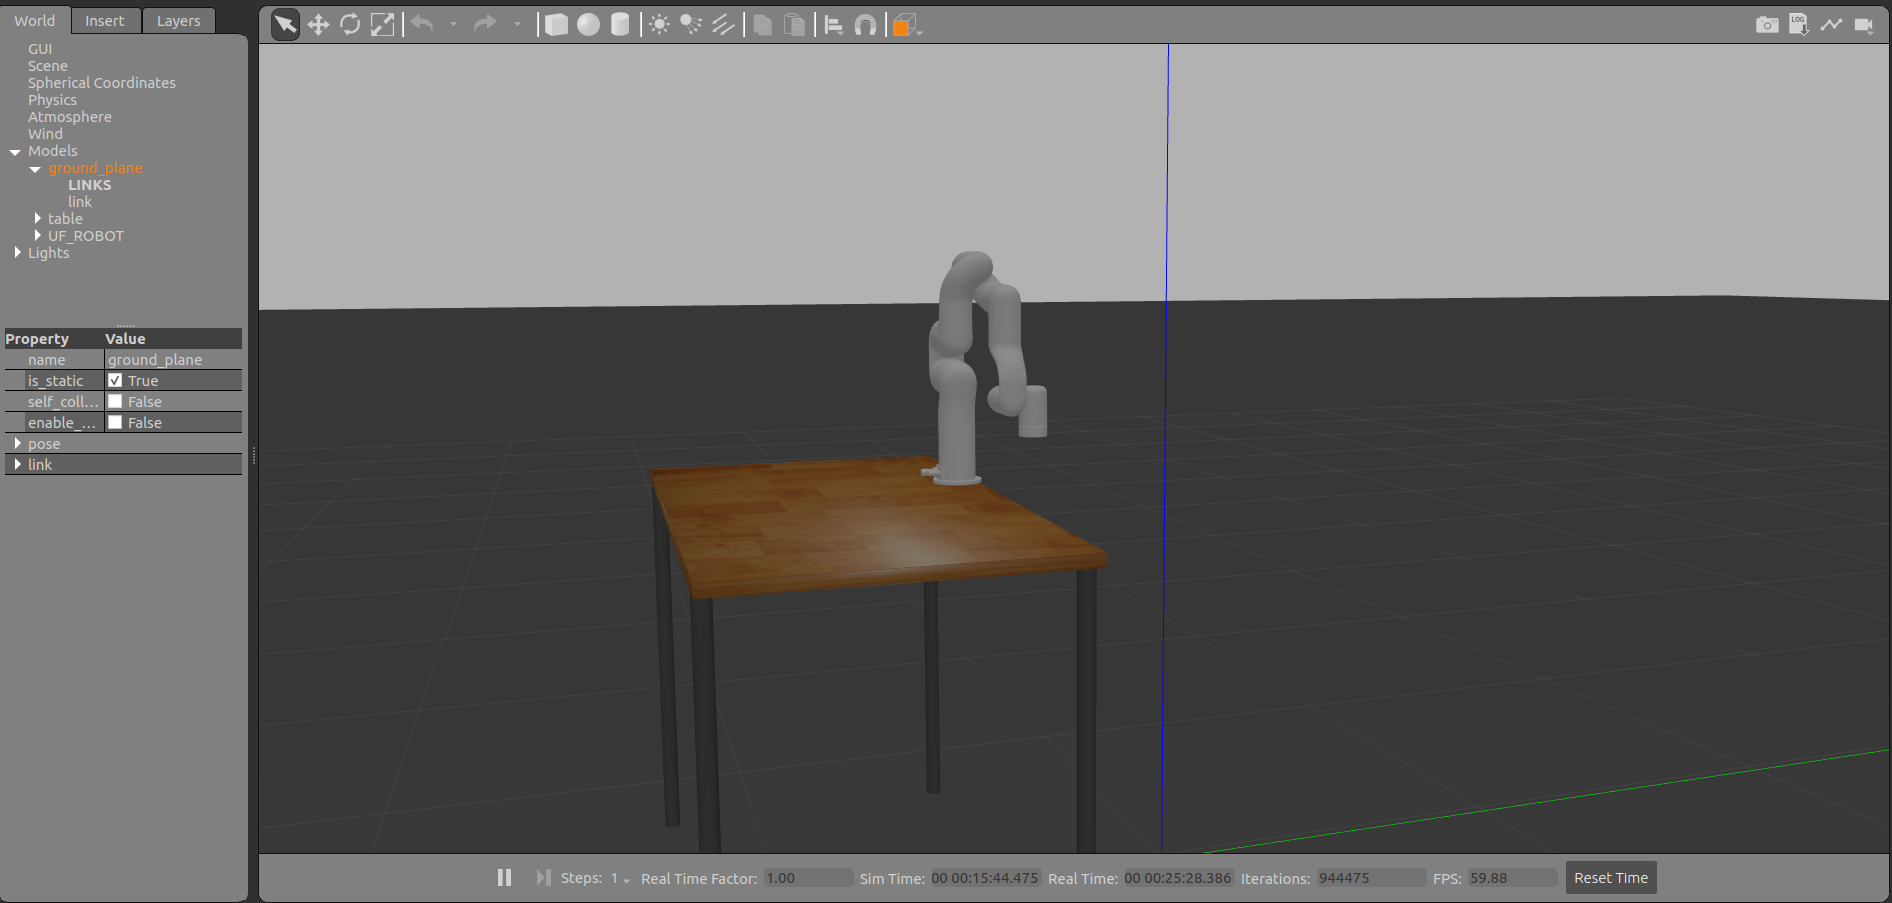 World Insert Layers
GUI
Scene
Spherical Coordinates
Physics
Atmosphere
Wind
Models
ground_plane
LINKS
link
table
UF_ROBOT
Lights
Property Value
name ground_plane
is_static True
self_coll... False
enable_... False
pose
link
LOG
Steps: 1 Real Time Factor: 1.00 Sim Time: 00 00:15:44.475 Real Time: 00 00:25:28.386 Iterations: 944475 FPS: 59.88 Reset Time